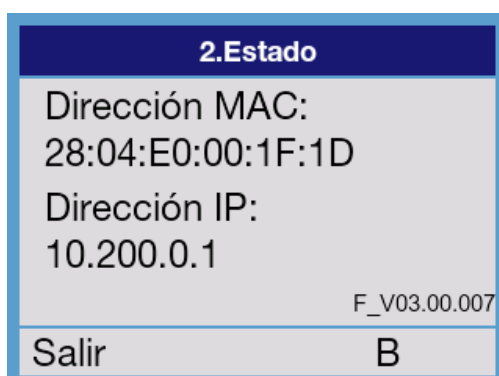 2.Estado
Dirección MAC:
28:04:E0:00:1F:1D
Dirección IP:
10.200.0.1
F_V03.00.007
Salir B